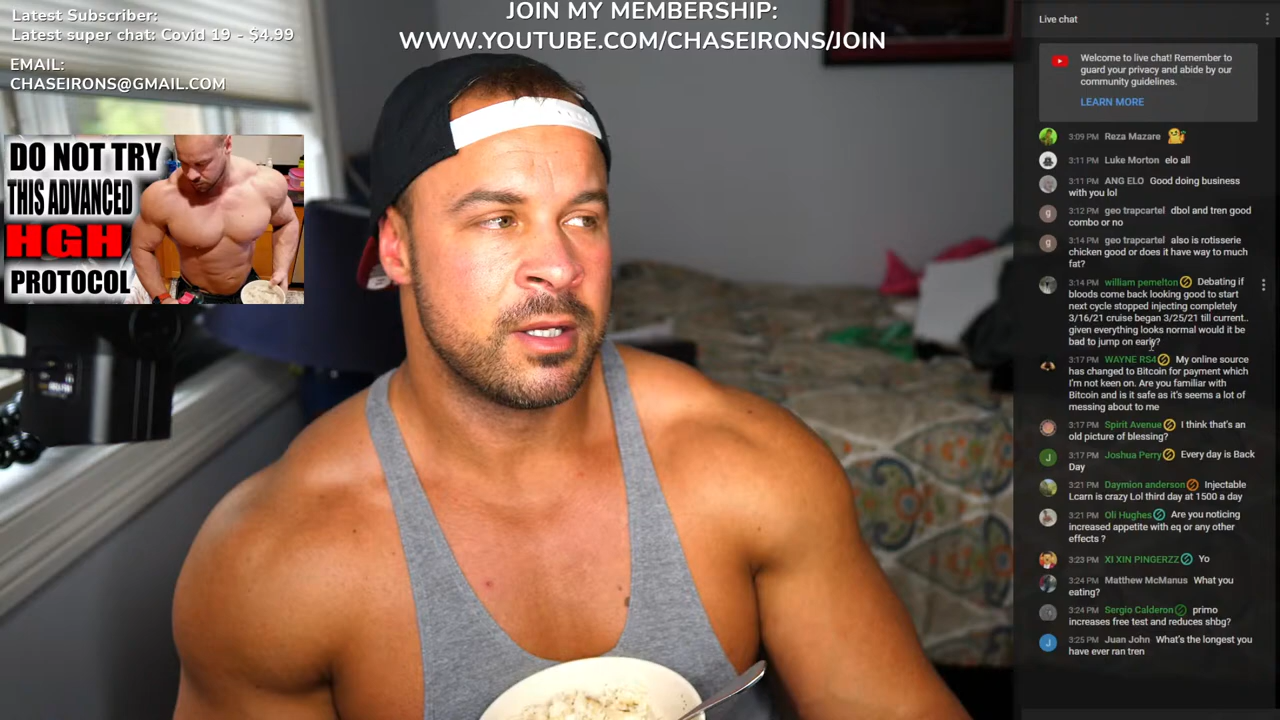 Latest Subscriber:
Latest super chat: Covid 19 - $4.99
EMAIL:
CHASEIRONS@GMAIL.COM
JOIN MY MEMBERSHIP:
WWW.YOUTUBE.COM/CHASEIRONS/JOIN
DO NOT TRY
THIS ADVANCED
HGH
PROTOCOL
Live chat
Welcome to live chat! Remember to
guard your privacy and abide by our
community guidelines.
LEARN MORE
3:09 PM Reza Mazare
3:11 PM Luke Morton elo all
3:11 PM ANG ELO Good doing business
with you lol
3:12 PM geo trapcartel dbol and tren good
combo or no
3:14 PM geo trapcartel also is rotisserie
chicken good or does it have way to much
fat?
3:14 PM william pemelton Debating if
bloods come back looking good to start
next cycle stopped injecting completely
3/16/21 cruise began 3/25/21 till current..
given everything looks normal would it be
bad to jump on early?
3:17 PM WAYNE RS4 My online source
has changed to Bitcoin for payment which
I'm not keen on. Are you familiar with
Bitcoin and is it safe as it's seems a lot of
messing about to me
3:17 PM Spirit Avenue I think that's an
old picture of blessing?
3:17 PM Joshua Perry Every day is Back
Day
3:21 PM Daymion anderson Injectable
Lcarn is crazy Lol third day at 1500 a day
3:21 PM Oli Hughes Are you noticing
increased appetite with eq or any other
effects ?
3:23 PM XI XIN PINGERZZ Yo
3:24 PM Matthew McManus What you
eating?
3:24 PM Sergio Calderon primo
increases free test and reduces shbg?
3:25 PM Juan John What's the longest you
have ever ran tren